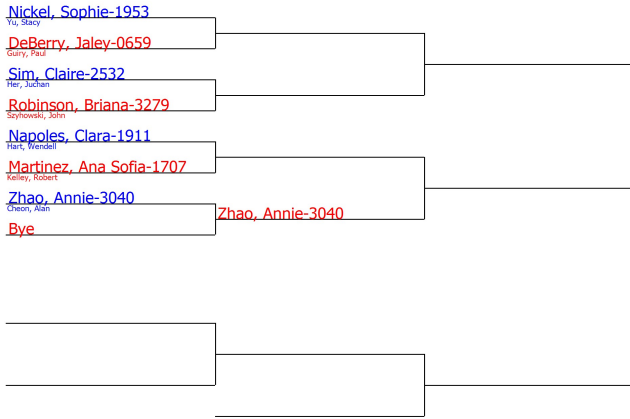 Nickel, Sophie-1953
Yu, Stacy
DeBerry, Jaley-0659
Guiry, Paul
Sim, Claire-2532
Her, Juchan
Robinson, Briana-3279
Szyhowski, John
Napoles, Clara-1911
Hart, Wendell
Martinez, Ana Sofia-1707
Kelley, Robert
Zhao, Annie-3040
Cheon, Alan
Zhao, Annie-3040
Bye